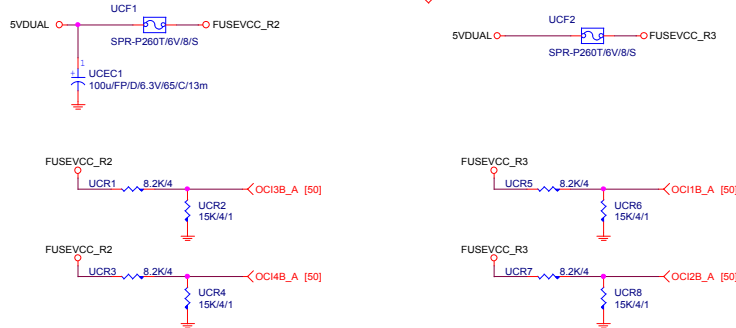 UCF1
5VDUAL
FUSEVCC_R2
SPR-P260T/6V/8/S
1
+
UCEC1
100u/FP/D/6.3V/65/C/13m
UCF2
5VDUAL
FUSEVCC_R3
SPR-P260T/6V/8/S
FUSEVCC_R2
UCR1
8.2K/4
OCI3B_A [50]
UCR2
15K/4/1
FUSEVCC_R3
UCR5
8.2K/4
OCI1B_A [50]
UCR6
15K/4/1
FUSEVCC_R2
UCR3
8.2K/4
OCI4B_A [50]
UCR4
15K/4/1
FUSEVCC_R3
UCR7
8.2K/4
OCI2B_A [50]
UCR8
15K/4/1